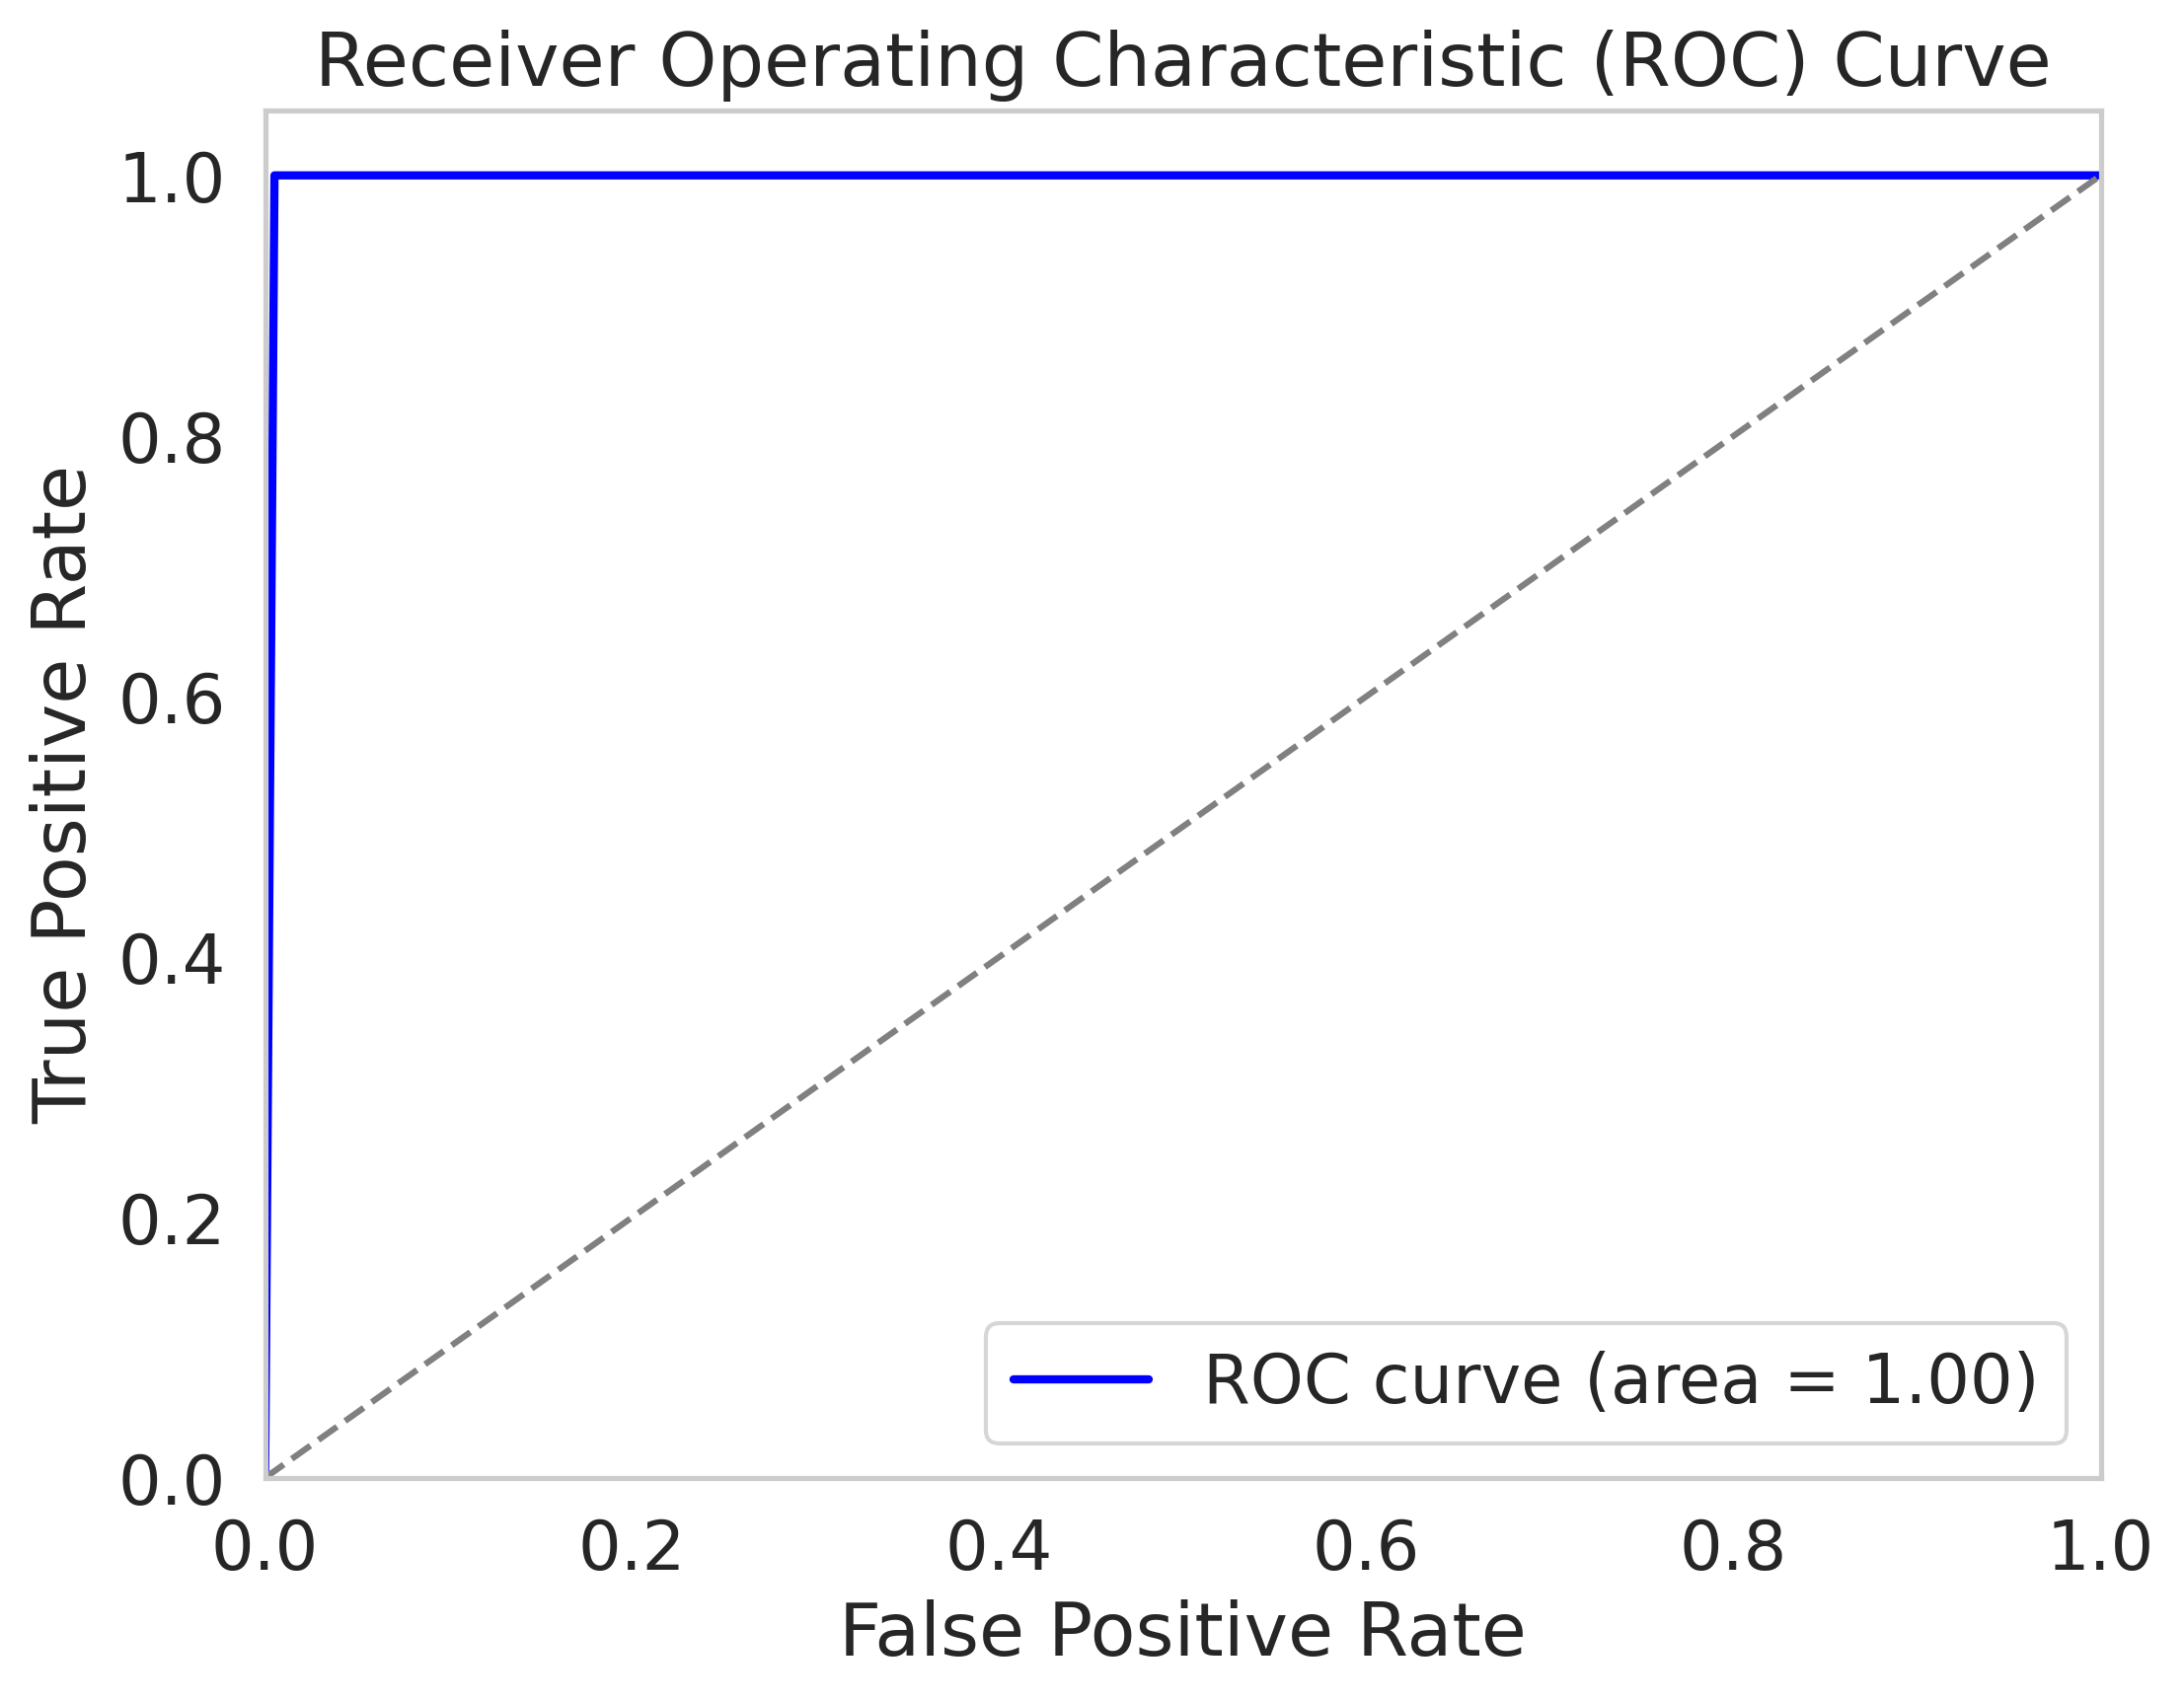 Receiver Operating Characteristic (ROC) Curve
True Positive Rate
1.0
0.8
0.6
0.4
0.2
0.0
ROC curve (area = 1.00)
0.0 0.2 0.4 0.6 0.8 1.0
False Positive Rate